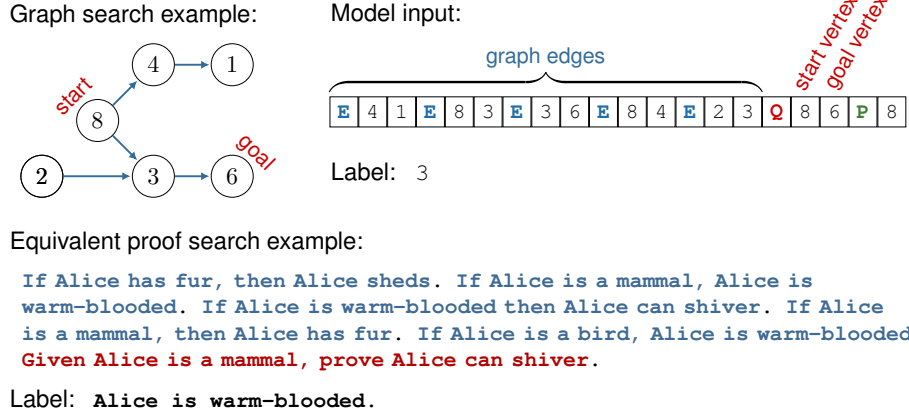 Graph search example:
Model input:
start
goal
4
1
8
2
3
6
graph edges
start vertex
goal vertex
E 4 1 E 8 3 E 3 6 E 8 4 E 2 3 Q 8 6 P 8
Label: 3
Equivalent proof search example:
If Alice has fur, then Alice sheds. If Alice is a mammal, Alice is
warm-blooded. If Alice is warm-blooded then Alice can shiver. If Alice
is a mammal, then Alice has fur. If Alice is a bird, Alice is warm-blooded
Given Alice is a mammal, prove Alice can shiver.
Label: Alice is warm-blooded.